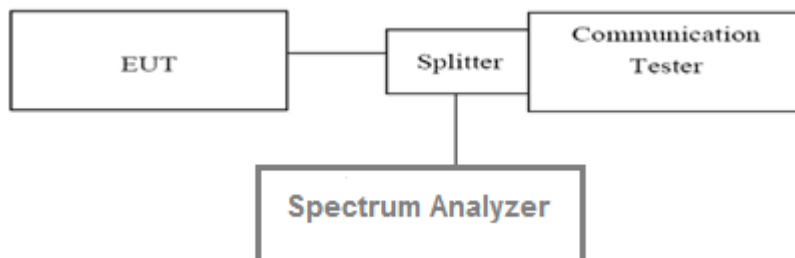 EUT
Splitter
Communication
Tester
Spectrum Analyzer